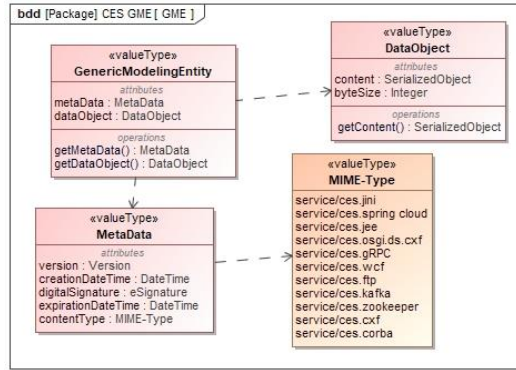 bdd [Package] CES GME [ GME ]
«valueType»
GenericModelingEntity
attributes
metaData : MetaData
dataObject : DataObject
operations
getMetaData() : MetaData
getDataObject() : DataObject
«valueType»
DataObject
attributes
content : SerializedObject
byteSize : Integer
operations
getContent() : SerializedObject
«valueType»
MetaData
attributes
version : Version
creationDateTime : DateTime
digitalSignature : eSignature
expirationDateTime : DateTime
contentType : MIME-Type
«valueType»
MIME-Type
service/ces.jini
service/ces.spring cloud
service/ces.jee
service/ces.osgi.ds.cxf
service/ces.gRPC
service/ces.wcf
service/ces.ftp
service/ces.kafka
service/ces.zookeeper
service/ces.cxf
service/ces.corba